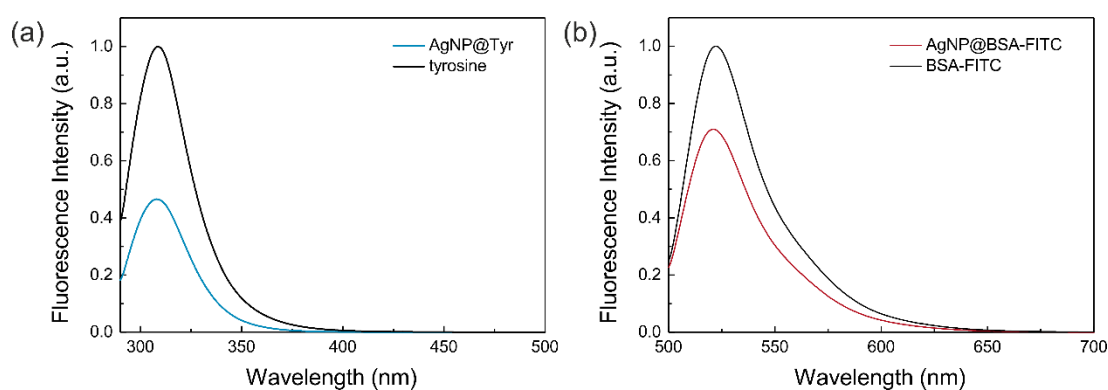 (a)
Fluorescence Intensity (a.u.)
1.0
0.8
0.6
0.4
0.2
0.0
AgNP@Tyr
tyrosine
300 350 400 450 500
Wavelength (nm)
(b)
Fluorescence Intensity (a.u.)
1.0
0.8
0.6
0.4
0.2
0.0
AgNP@BSA-FITC
BSA-FITC
500 550 600 650 700
Wavelength (nm)